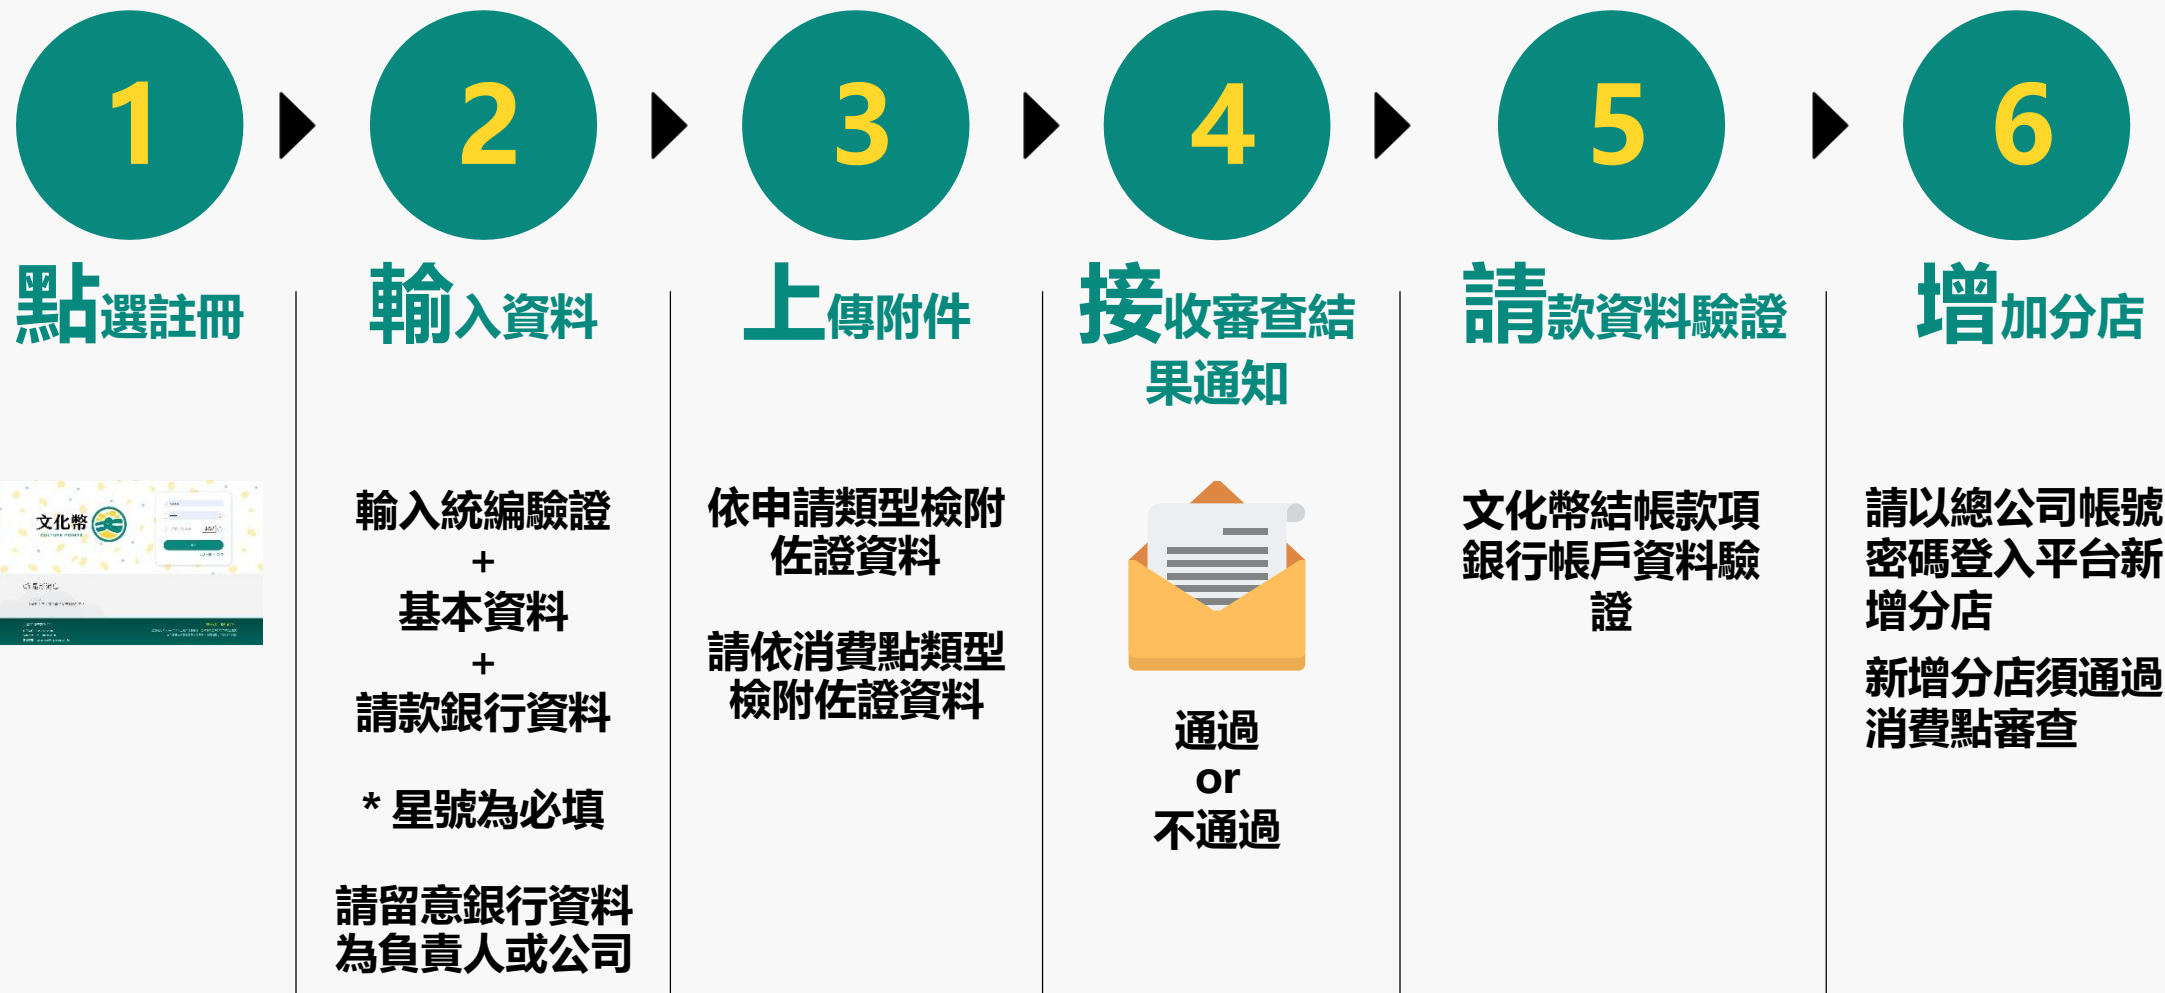 1
2
3
4
5
6
點選註冊
輸入資料
上傳附件
接收審查結
果通知
請款資料驗證
增加分店
文化幣
CULTURE POINTS
輸入統編驗證
+
基本資料
+
請款銀行資料
* 星號為必填
請留意銀行資料
為負責人或公司
依申請類型檢附
佐證資料
請依消費點類型
檢附佐證資料
通過
or
不通過
文化幣結帳款項
銀行帳戶資料驗
證
請以總公司帳號
密碼登入平台新
增分店
新增分店須通過
消費點審查